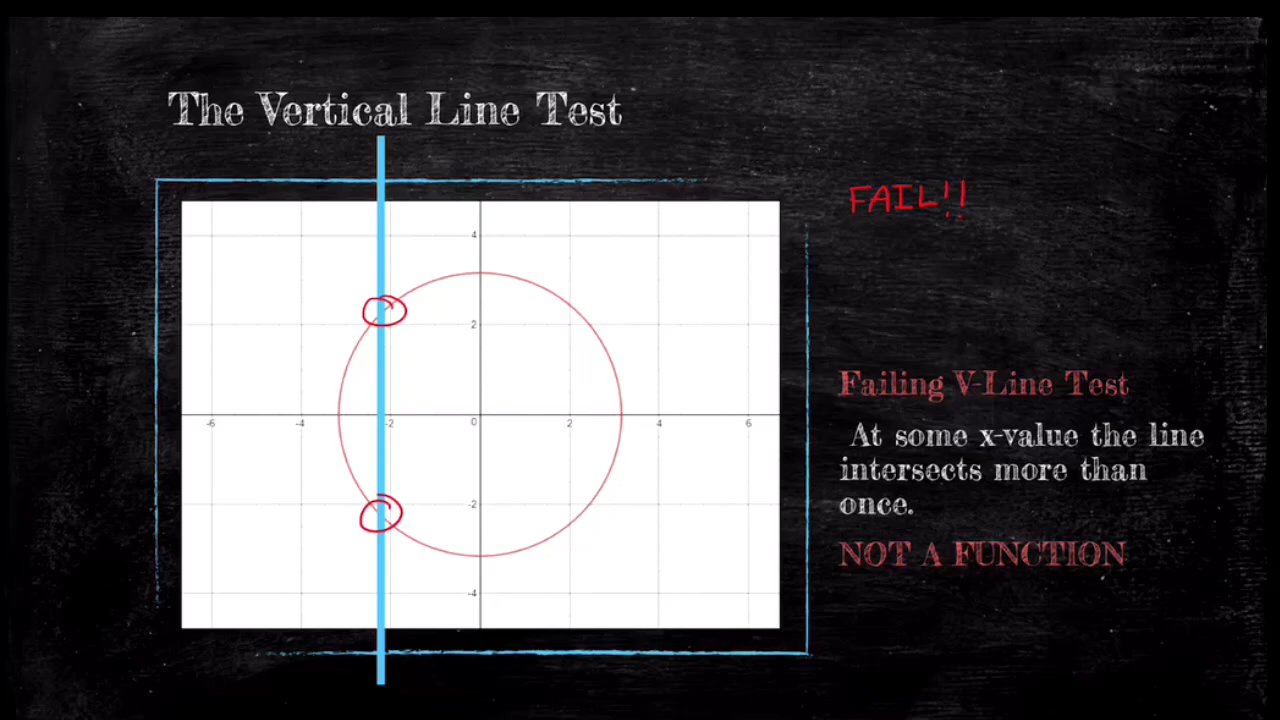 The Vertical Line Test
FAIL!!
4
2
-6
-4
-2
0
2
4
6
-2
-4
Failing V-Line Test
At some x-value the line
intersects more than
once.
NOT A FUNCTION